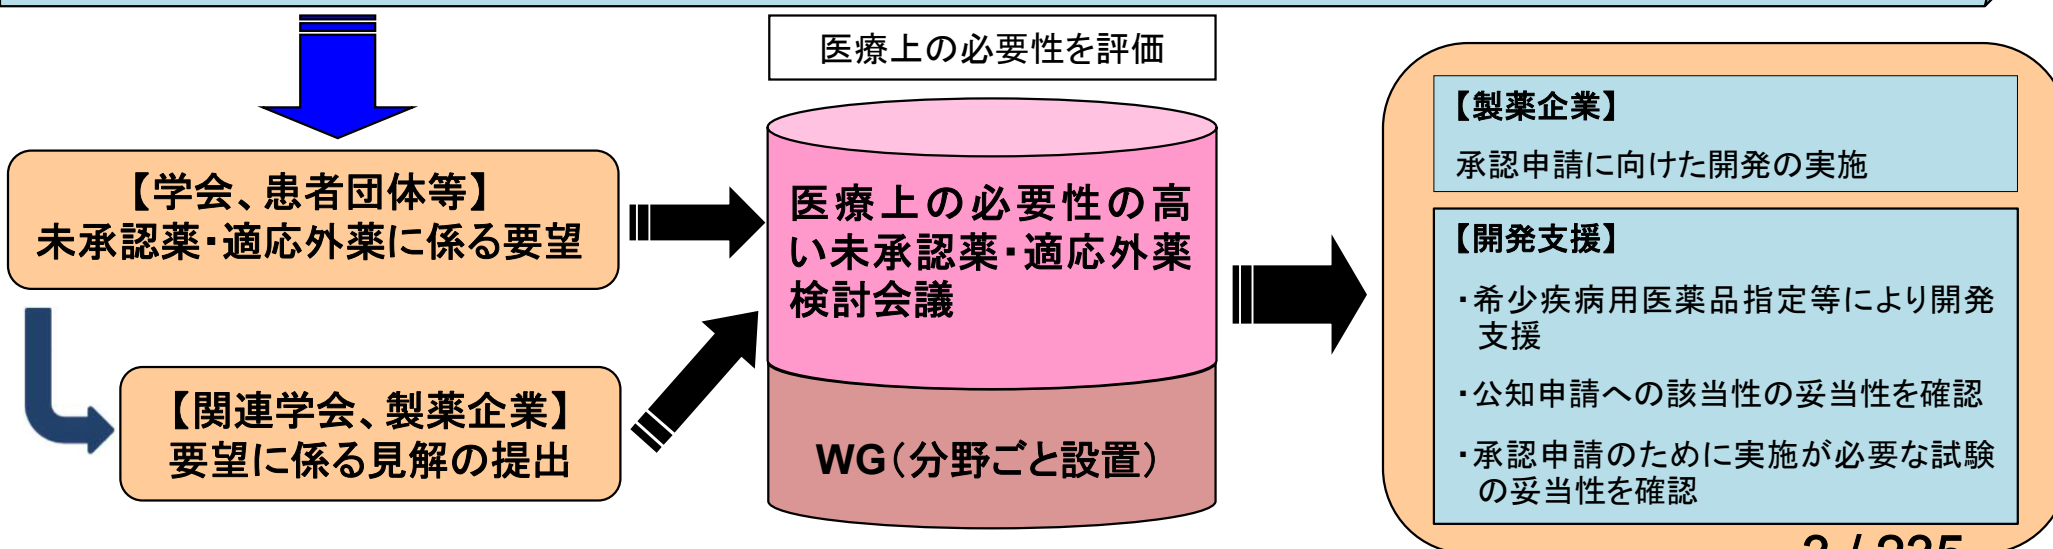 医療上の必要性を評価
【学会、患者団体等】
未承認薬・適応外薬に係る要望
【関連学会、製薬企業】
要望に係る見解の提出
医療上の必要性の高
い未承認薬・適応外薬
検討会議
WG（分野ごと設置）
【製薬企業】
承認申請に向けた開発の実施
【開発支援】
・希少疾病用医薬品指定等により開発
支援
・公知申請への該当性の妥当性を確認
・承認申請のために実施が必要な試験
の妥当性を確認